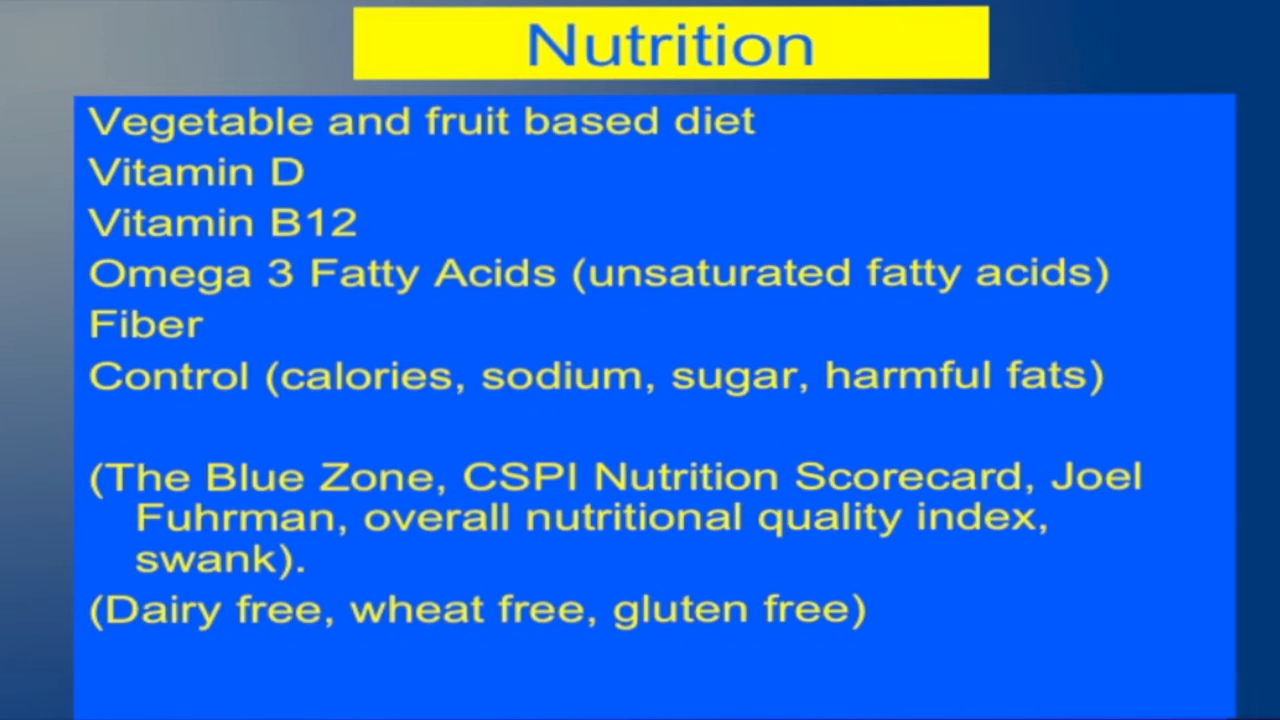 Nutrition
Vegetable and fruit based diet
Vitamin D
Vitamin B12
Omega 3 Fatty Acids (unsaturated fatty acids)
Fiber
Control (calories, sodium, sugar, harmful fats)
(The Blue Zone, CSPI Nutrition Scorecard, Joel
Fuhrman, overall nutritional quality index,
swank).
(Dairy free, wheat free, gluten free)